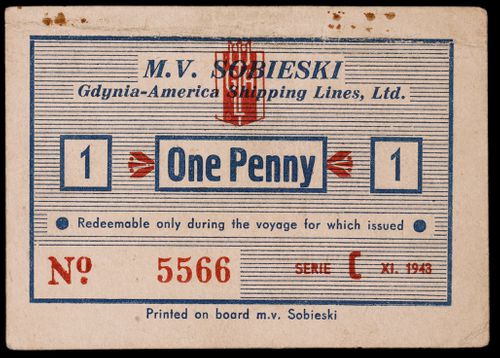 M.V. SOBIESKI
Gdynia-America Shipping Lines, Ltd.
1 One Penny 1
Redeemable only during the voyage for which issued
No. 5566 SERIE C XI. 1943
Printed on board m.v. Sobieski